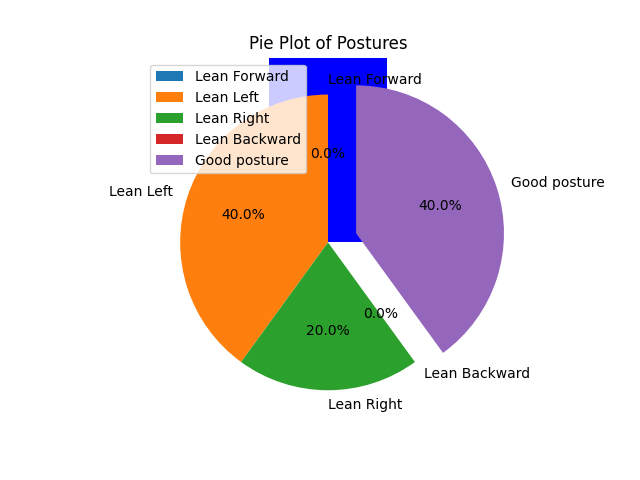 Pie Plot of Postures
Lean Forward
Lean Left
Lean Right
Lean Backward
Good posture
Lean Forward
0.0%
Lean Left
40.0%
Good posture
40.0%
20.0%
0.0%
Lean Backward
Lean Right